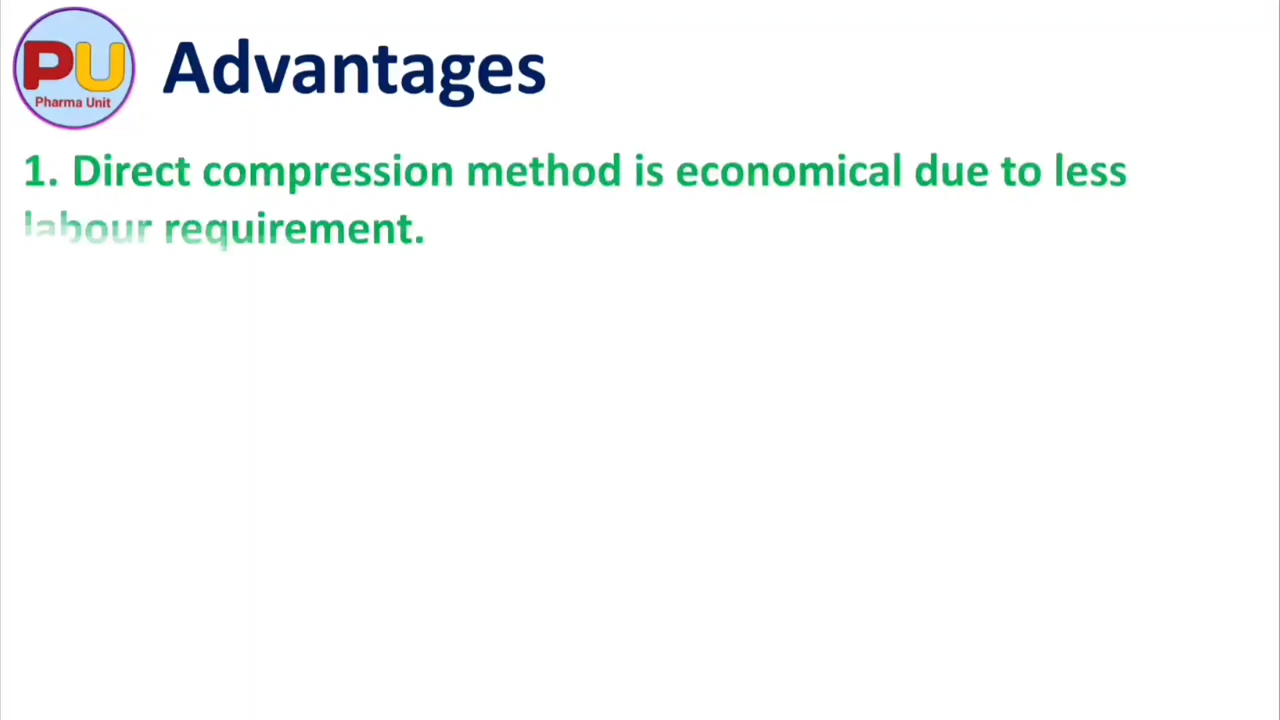 PU
Pharma Unit
Advantages
1. Direct compression method is economical due to less
labour requirement.